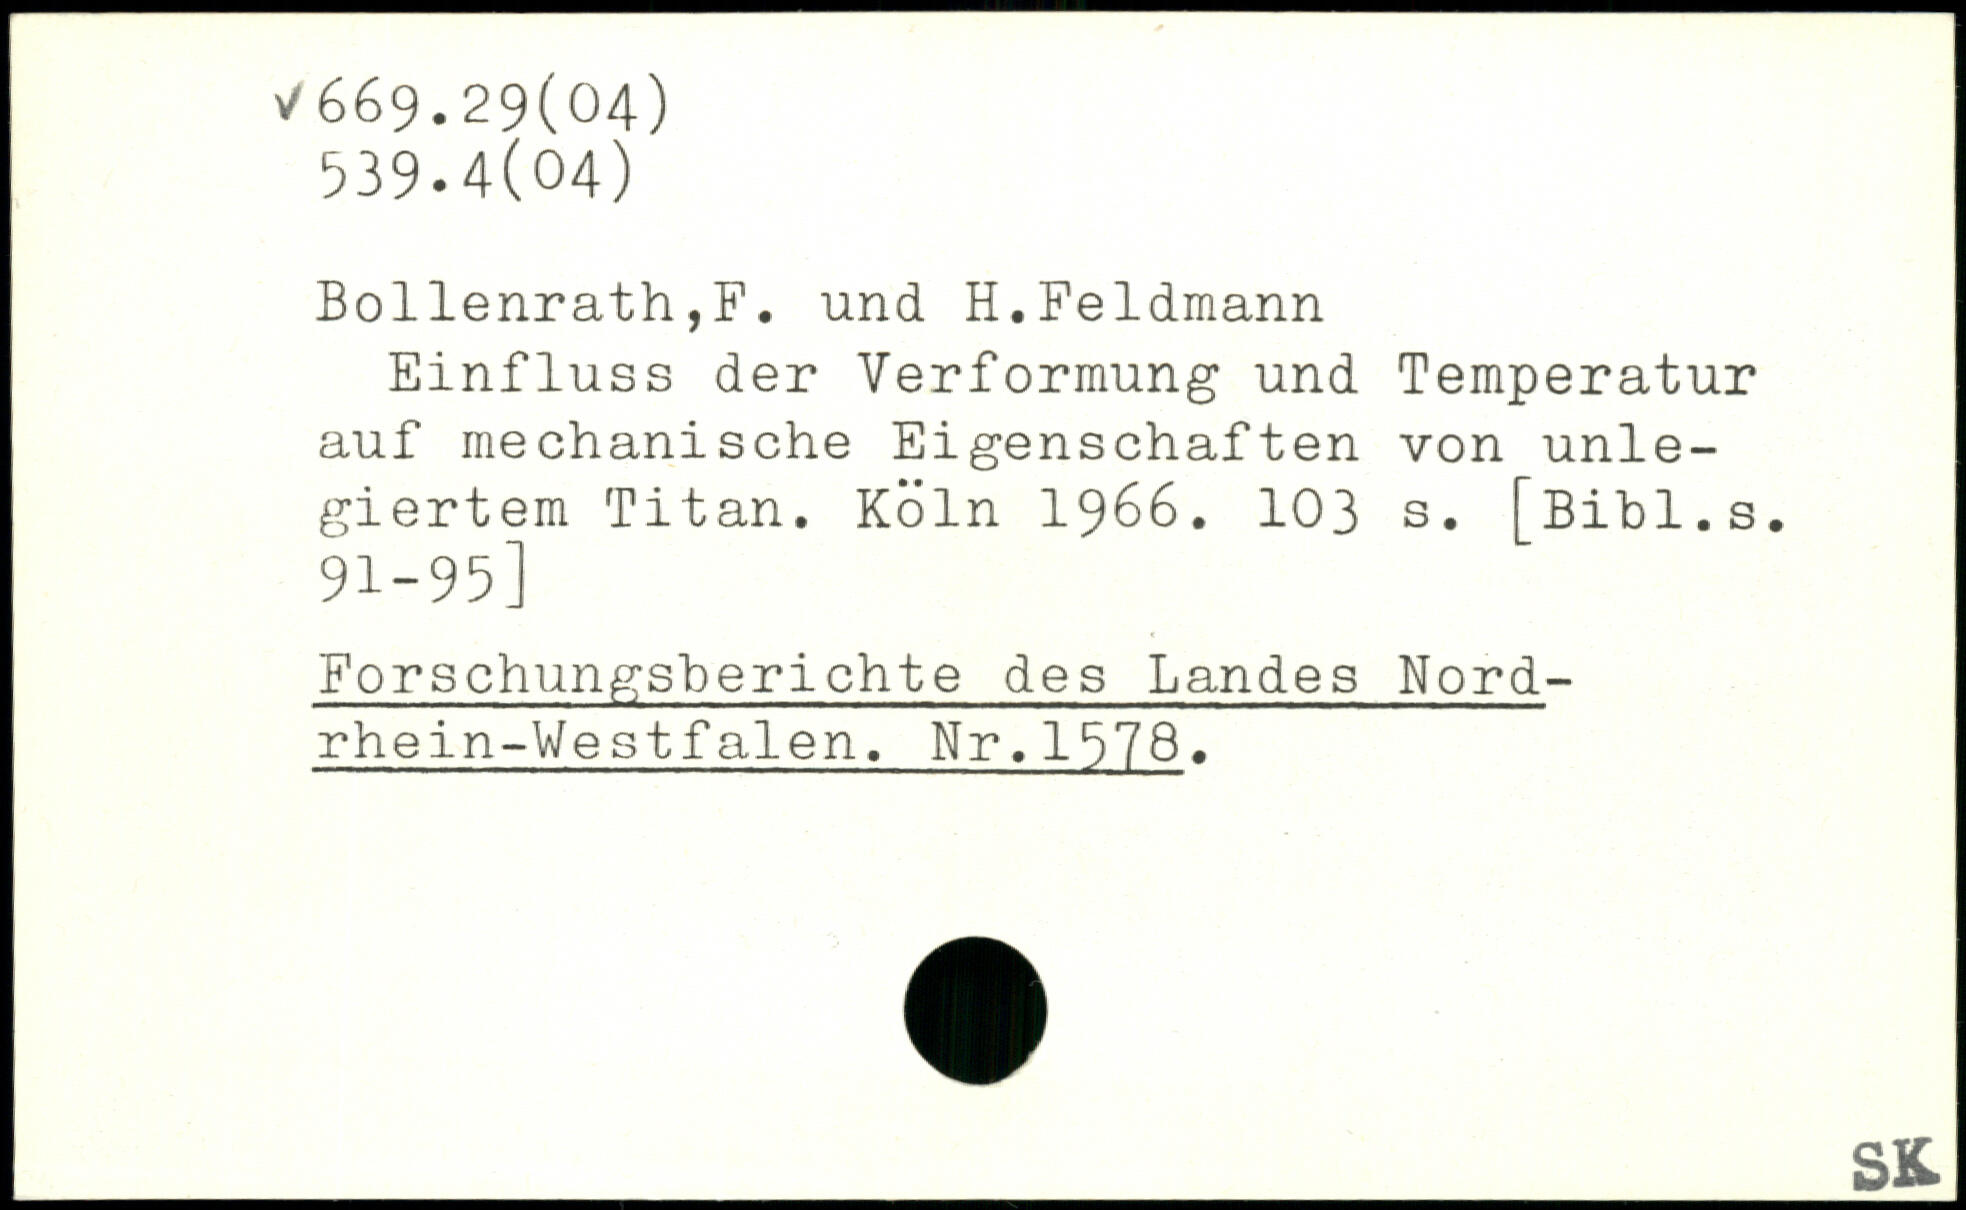 ✓669.29(04)
539.4(04)
Bollenrath,F. und H.Feldmann
Einfluss der Verformung und Temperatur
auf mechanische Eigenschaften von unle-
giertem Titan. Köln 1966. 103 s. [Bibl.s.
91-95]
Forschungsberichte des Landes Nord-
rhein-Westfalen. Nr.1578.
SK